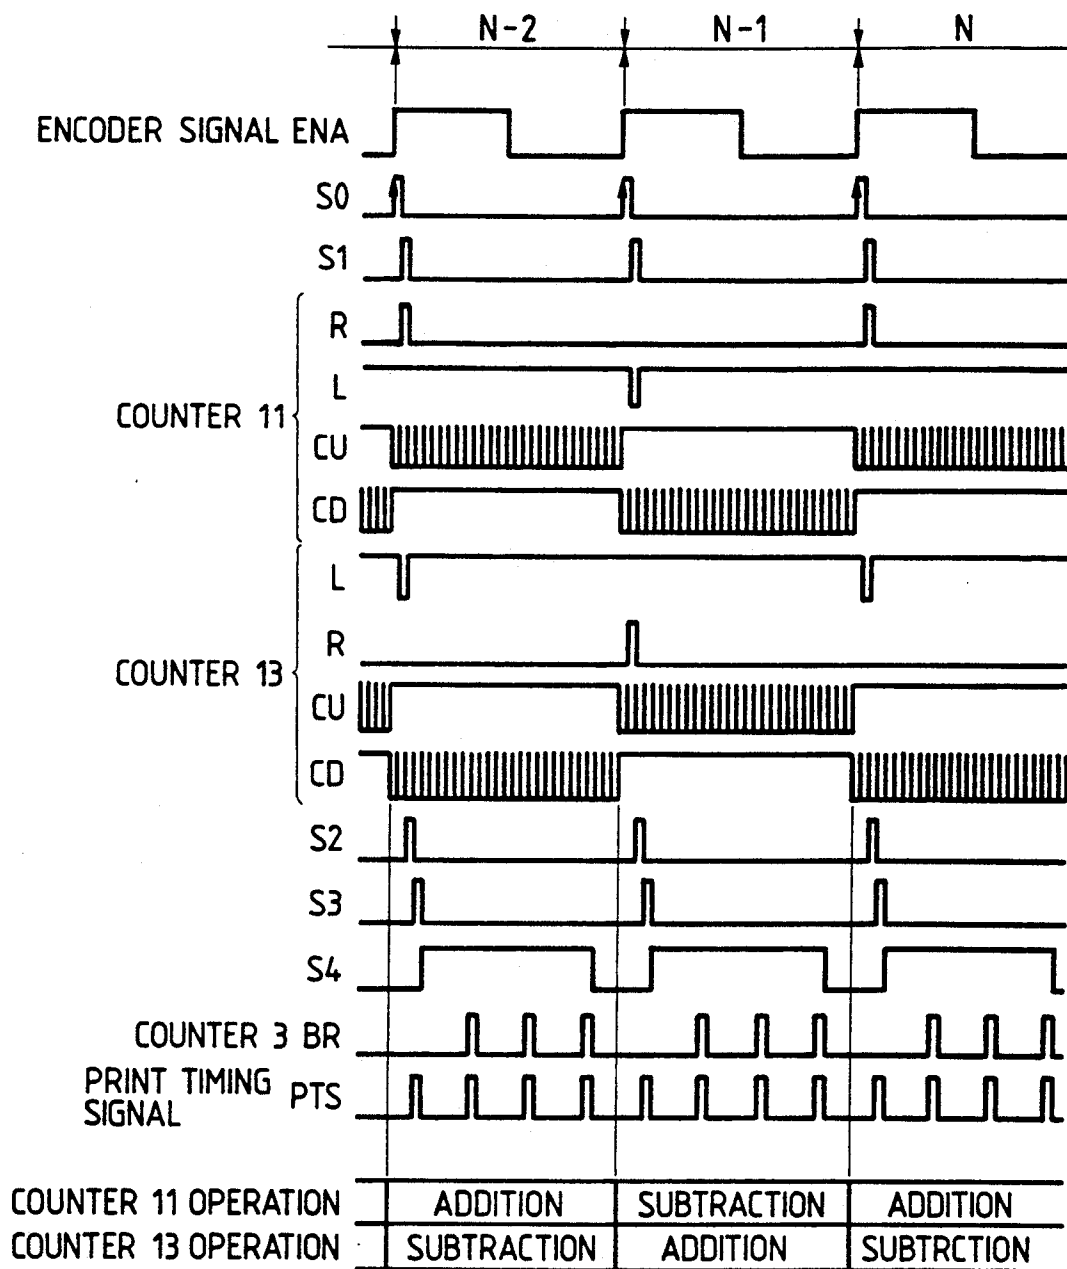 N-2 N-1 N
ENCODER SIGNAL ENA
S0
S1
R
L
COUNTER 11
CU
CD
L
R
COUNTER 13
CU
CD
S2
S3
S4
COUNTER 3 BR
PRINT TIMING
SIGNAL PTS
COUNTER 11 OPERATION ADDITION SUBTRACTION ADDITION
COUNTER 13 OPERATION SUBTRACTION ADDITION SUBTRCTION